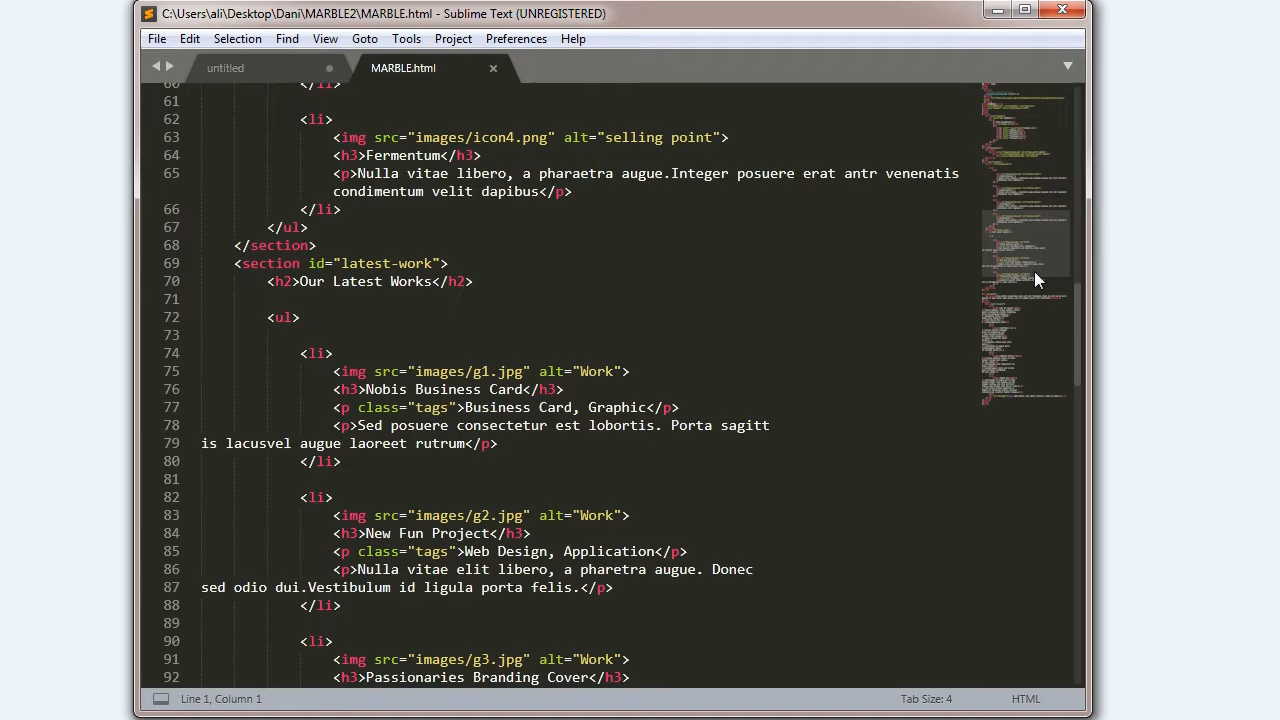 C:\Users\ali\Desktop\Dani\MARBLE2\MARBLE.html - Sublime Text (UNREGISTERED)
File Edit Selection Find View Goto Tools Project Preferences Help
untitled MARBLE.html
60 </li>
61
62 <li>
63 <img src="images/icon4.png" alt="selling point">
64 <h3>Fermentum</h3>
65 <p>Nulla vitae libero, a pharaetra augue.Integer posuere erat antr venenatis
condimentum velit dapibus</p>
66 </li>
67 </ul>
68 </section>
69 <section id="latest-work">
70 <h2>Our Latest Works</h2>
71
72 <ul>
73
74 <li>
75 <img src="images/g1.jpg" alt="Work">
76 <h3>Nobis Business Card</h3>
77 <p class="tags">Business Card, Graphic</p>
78 <p>Sed posuere consectetur est lobortis. Porta sagitt
79 is lacusvel augue laoreet rutrum</p>
80 </li>
81
82 <li>
83 <img src="images/g2.jpg" alt="Work">
84 <h3>New Fun Project</h3>
85 <p class="tags">Web Design, Application</p>
86 <p>Nulla vitae elit libero, a pharetra augue. Donec
87 sed odio dui.Vestibulum id ligula porta felis.</p>
88 </li>
89
90 <li>
91 <img src="images/g3.jpg" alt="Work">
92 <h3>Passionaries Branding Cover</h3>
Line 1, Column 1 Tab Size: 4 HTML